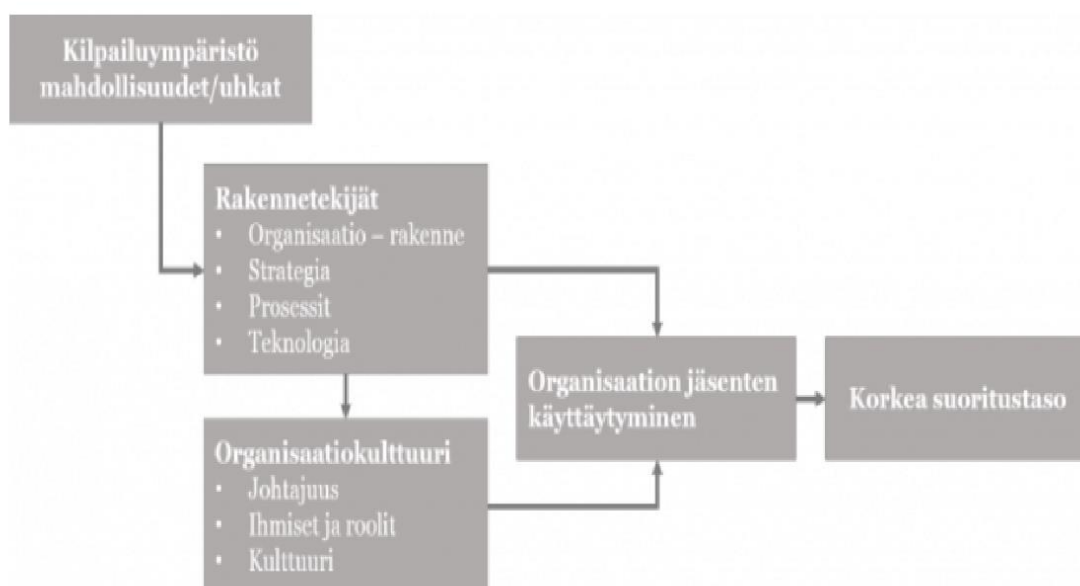 Kilpailuympäristö
mahdollisuudet/uhkat
Rakennetekijät
• Organisaatio – rakenne
• Strategia
• Prosessit
• Teknologia
Organisaatiokulttuuri
• Johtajuus
• Ihmiset ja roolit
• Kulttuuri
Organisaation jäsenten
käyttäytyminen
Korkea suoritustaso